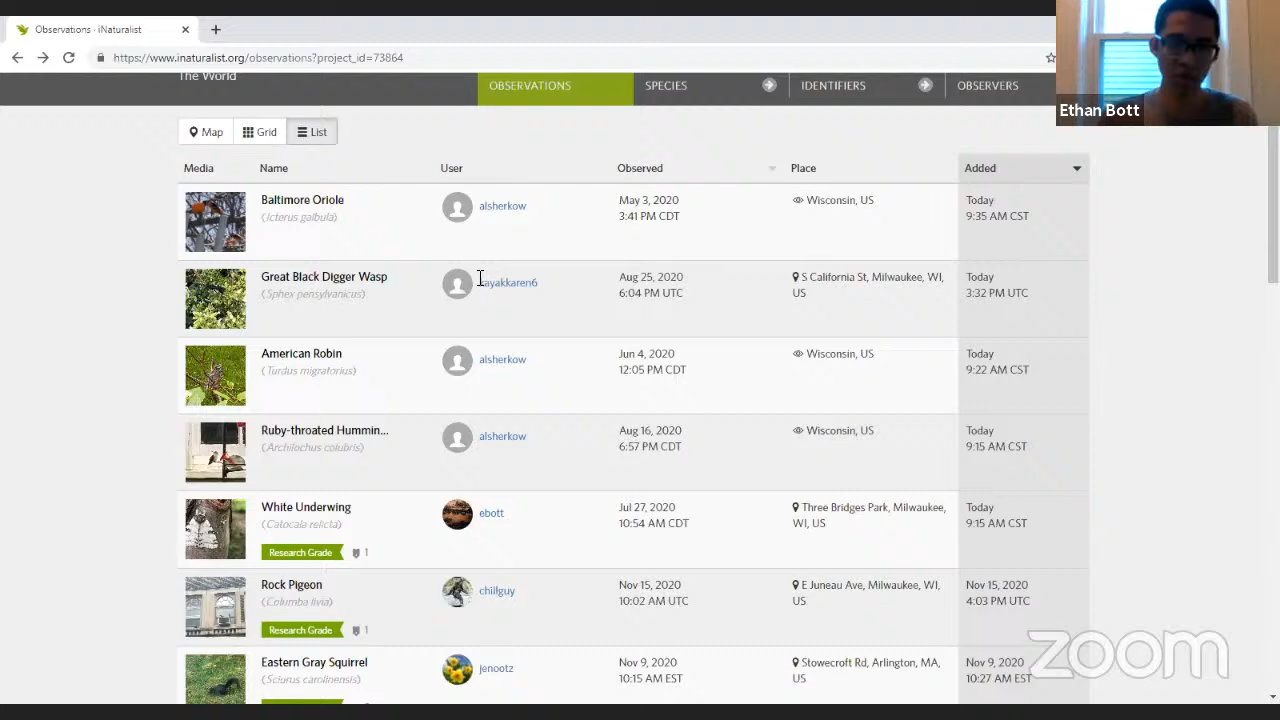 Observations · iNaturalist
https://www.inaturalist.org/observations?project_id=73864
Ethan Bott
The World
OBSERVATIONS
SPECIES
IDENTIFIERS
OBSERVERS
Map
Grid
List
Media
Name
User
Observed
Place
Added
Baltimore Oriole
(Icterus galbula)
alsherkow
May 3, 2020
3:41 PM CDT
Wisconsin, US
Today
9:35 AM CST
Great Black Digger Wasp
(Sphex pensylvanicus)
ayakkaren6
Aug 25, 2020
6:04 PM UTC
S California St, Milwaukee, WI,
US
Today
3:32 PM UTC
American Robin
(Turdus migratorius)
alsherkow
Jun 4, 2020
12:05 PM CDT
Wisconsin, US
Today
9:22 AM CST
Ruby-throated Hummin...
(Archilochus colubris)
alsherkow
Aug 16, 2020
6:57 PM CDT
Wisconsin, US
Today
9:15 AM CST
White Underwing
(Catocala relicta)
Research Grade 1
ebott
Jul 27, 2020
10:54 AM CDT
Three Bridges Park, Milwaukee,
WI, US
Today
9:15 AM CST
Rock Pigeon
(Columba livia)
Research Grade 1
chillguy
Nov 15, 2020
10:02 AM UTC
E Juneau Ave, Milwaukee, WI,
US
Nov 15, 2020
4:03 PM UTC
Eastern Gray Squirrel
(Sciurus carolinensis)
jenootz
Nov 9, 2020
10:15 AM EST
Stowecroft Rd, Arlington, MA,
US
Nov 9, 2020
10:27 AM EST
zoom